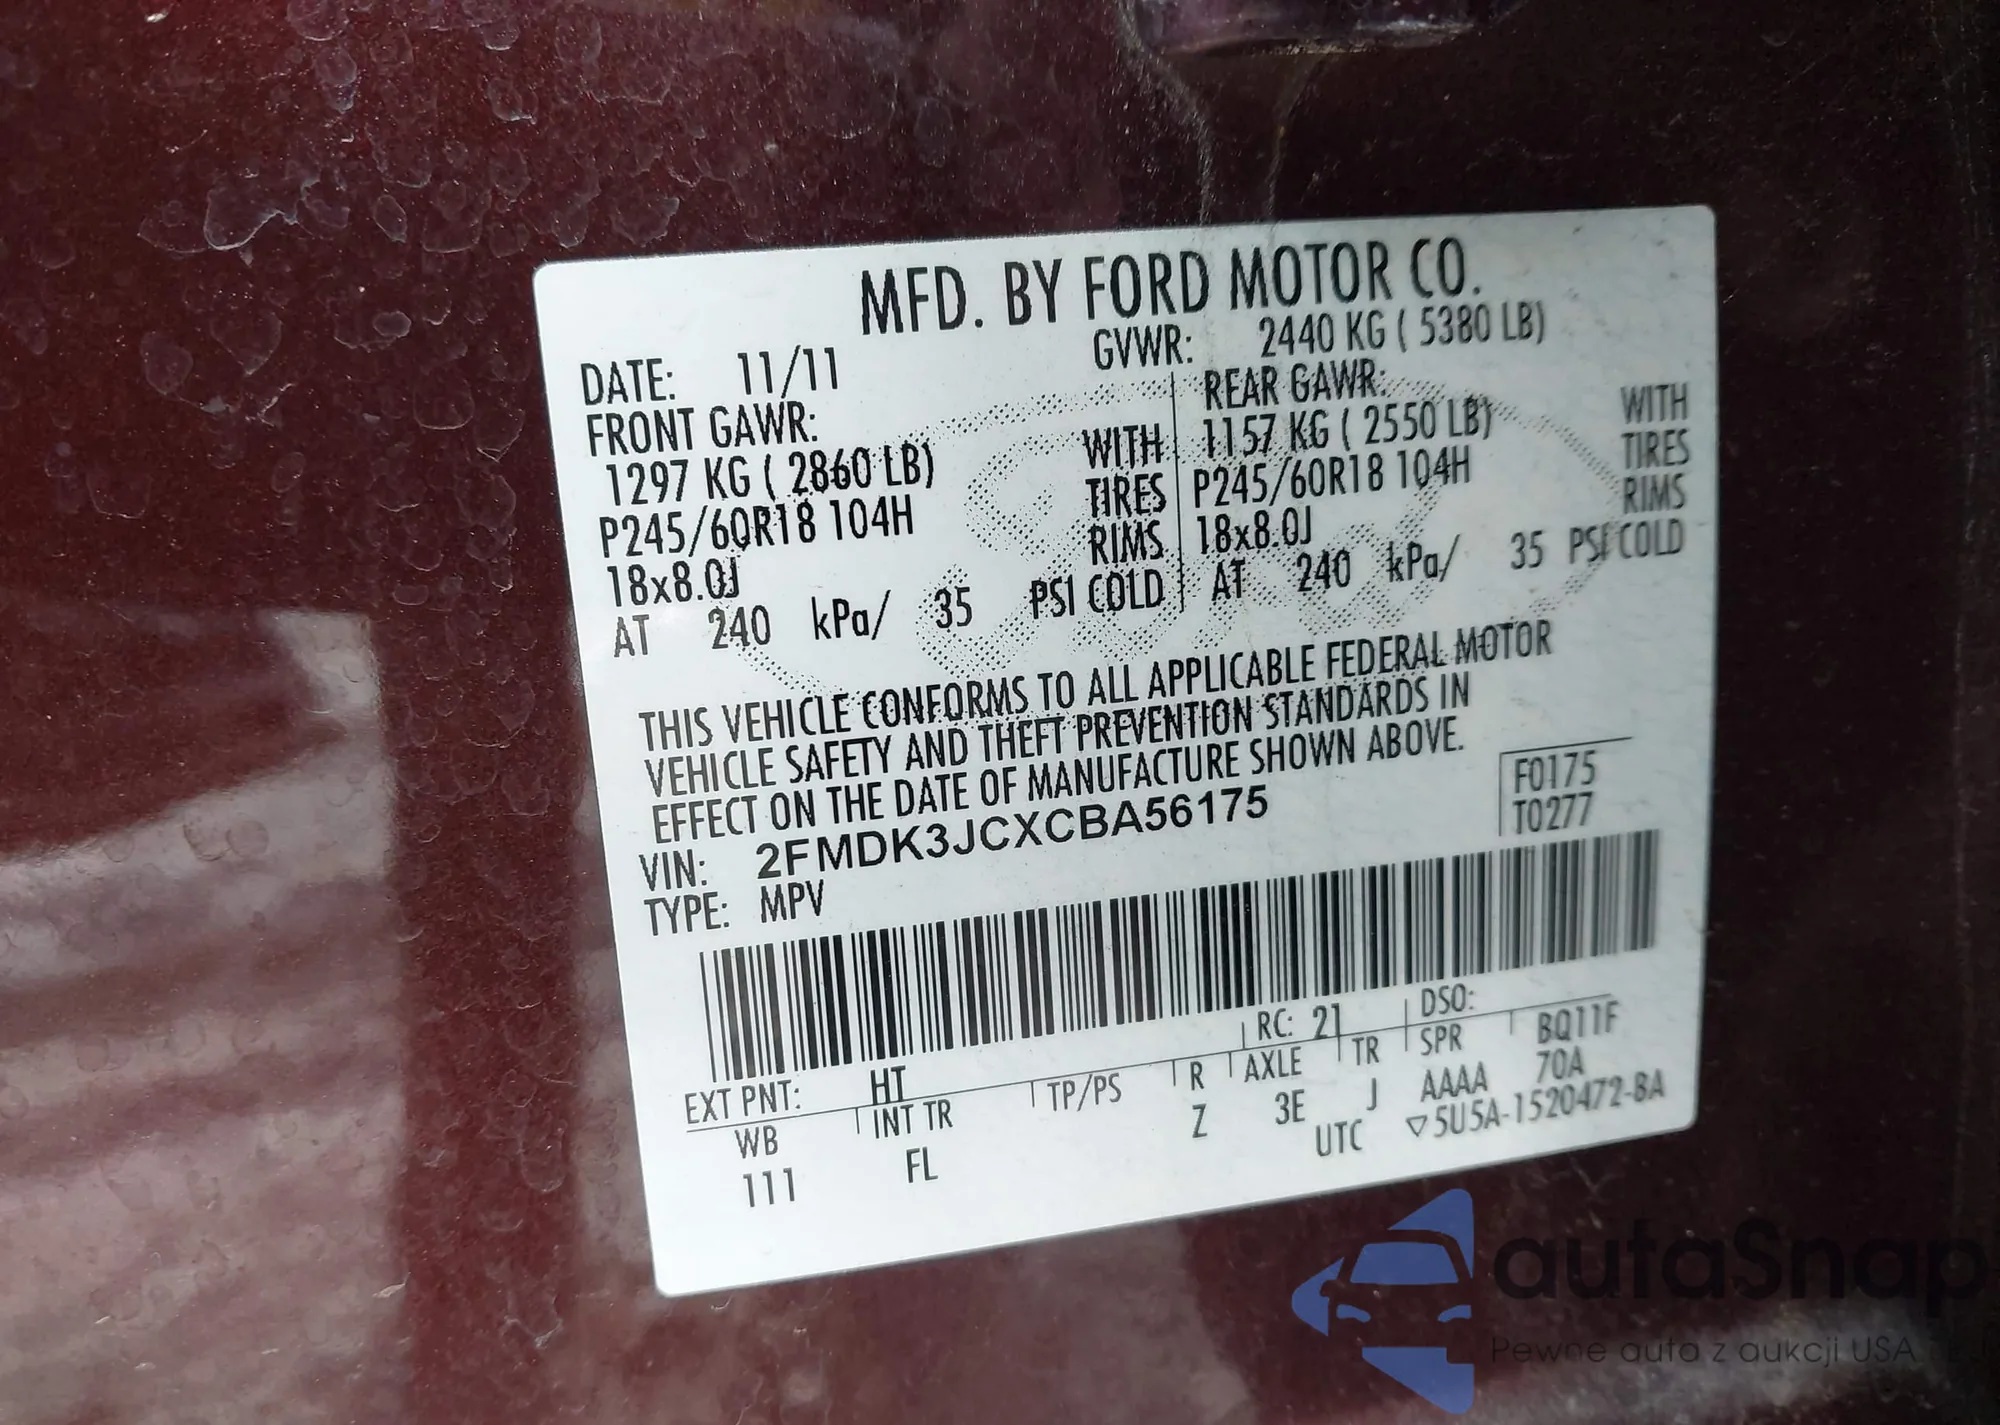 MFD. BY FORD MOTOR CO.
DATE: 11/11 GVWR: 2440 KG ( 5380 LB)
FRONT GAWR: REAR GAWR:
1297 KG ( 2860 LB) WITH 1157 KG ( 2550 LB) WITH
P245/60R18 104H TIRES P245/60R18 104H TIRES
18x8.0J RIMS 18x8.0J RIMS
AT 240 kPa/ 35 PSI COLD AT 240 kPa/ 35 PSI COLD
THIS VEHICLE CONFORMS TO ALL APPLICABLE FEDERAL MOTOR
VEHICLE SAFETY AND THEFT PREVENTION STANDARDS IN
EFFECT ON THE DATE OF MANUFACTURE SHOWN ABOVE.
F0175
VIN: 2FMDK3JCXCBA56175 T0277
TYPE: MPV
EXT PNT: HT RC: 21 DSO:
WB INT TR TP/PS R AXLE TR SPR BQ11F
111 FL Z 3E J AAAA 70A
UTC ▽5U5A-1520472-BA
autaSnap
Pewne auta z aukcji USA